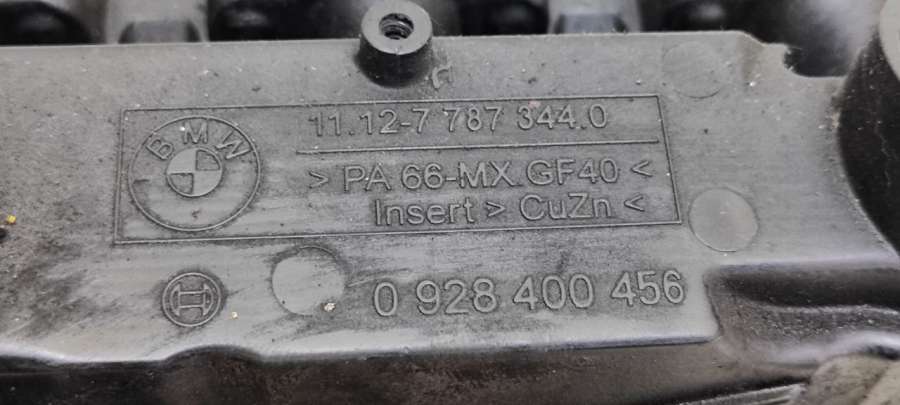 BMW
11.12-7 787 344.0
> PA 66-MX.GF40 <
Insert > CuZn <
0 928 400 456